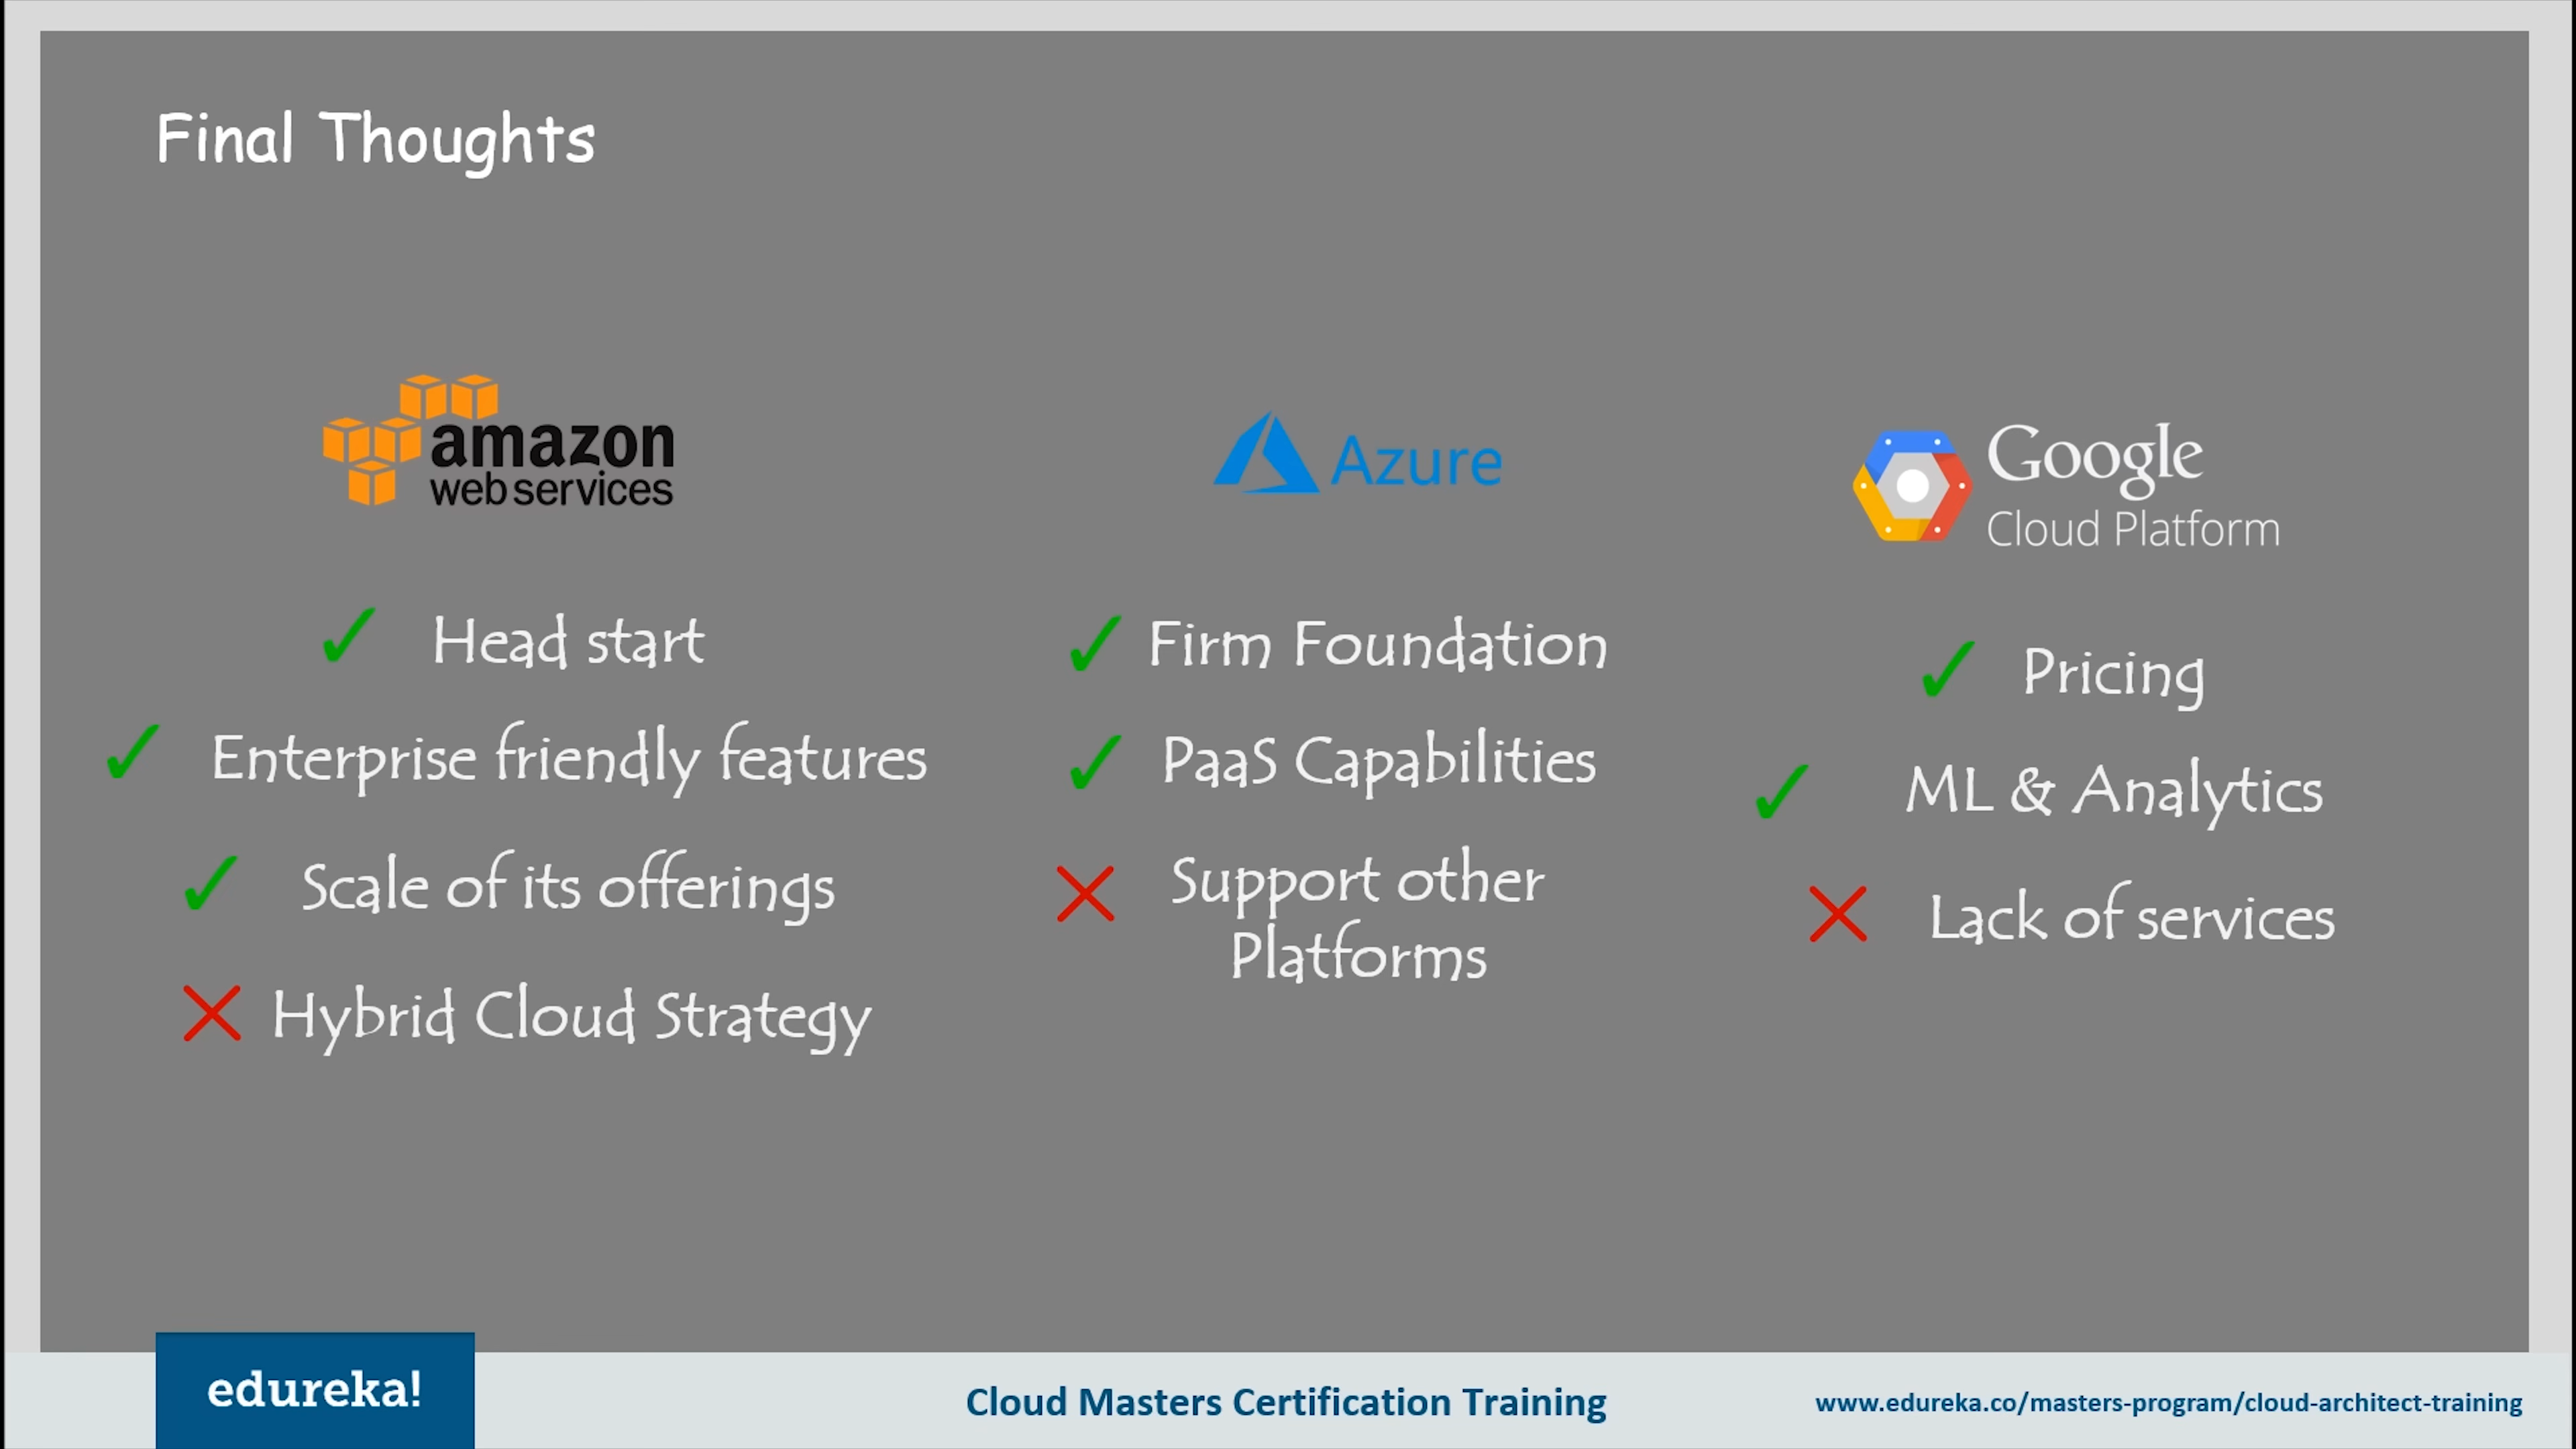 Final Thoughts
amazon
web services
Head start
Enterprise friendly features
Scale of its offerings
Hybrid Cloud Strategy
Azure
Firm Foundation
PaaS Capabilities
Support other
Platforms
Google
Cloud Platform
Pricing
ML & Analytics
Lack of services
edureka!
Cloud Masters Certification Training
www.edureka.co/masters-program/cloud-architect-training